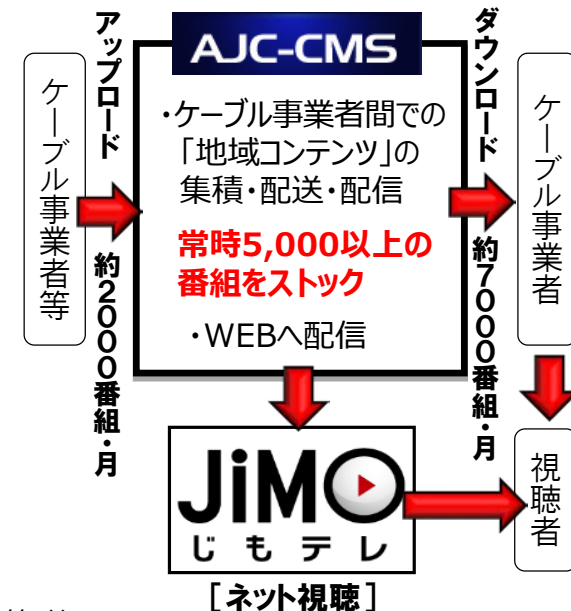 ケーブル事業者等
アップロード 約2000番組・月
AJC-CMS
・ケーブル事業者間での
「地域コンテンツ」の
集積・配送・配信
常時5,000以上の
番組をストック
・WEBへ配信
ダウンロード 約7000番組・月
ケーブル事業者
JiMO
じもテレ
[ネット視聴]
視聴者